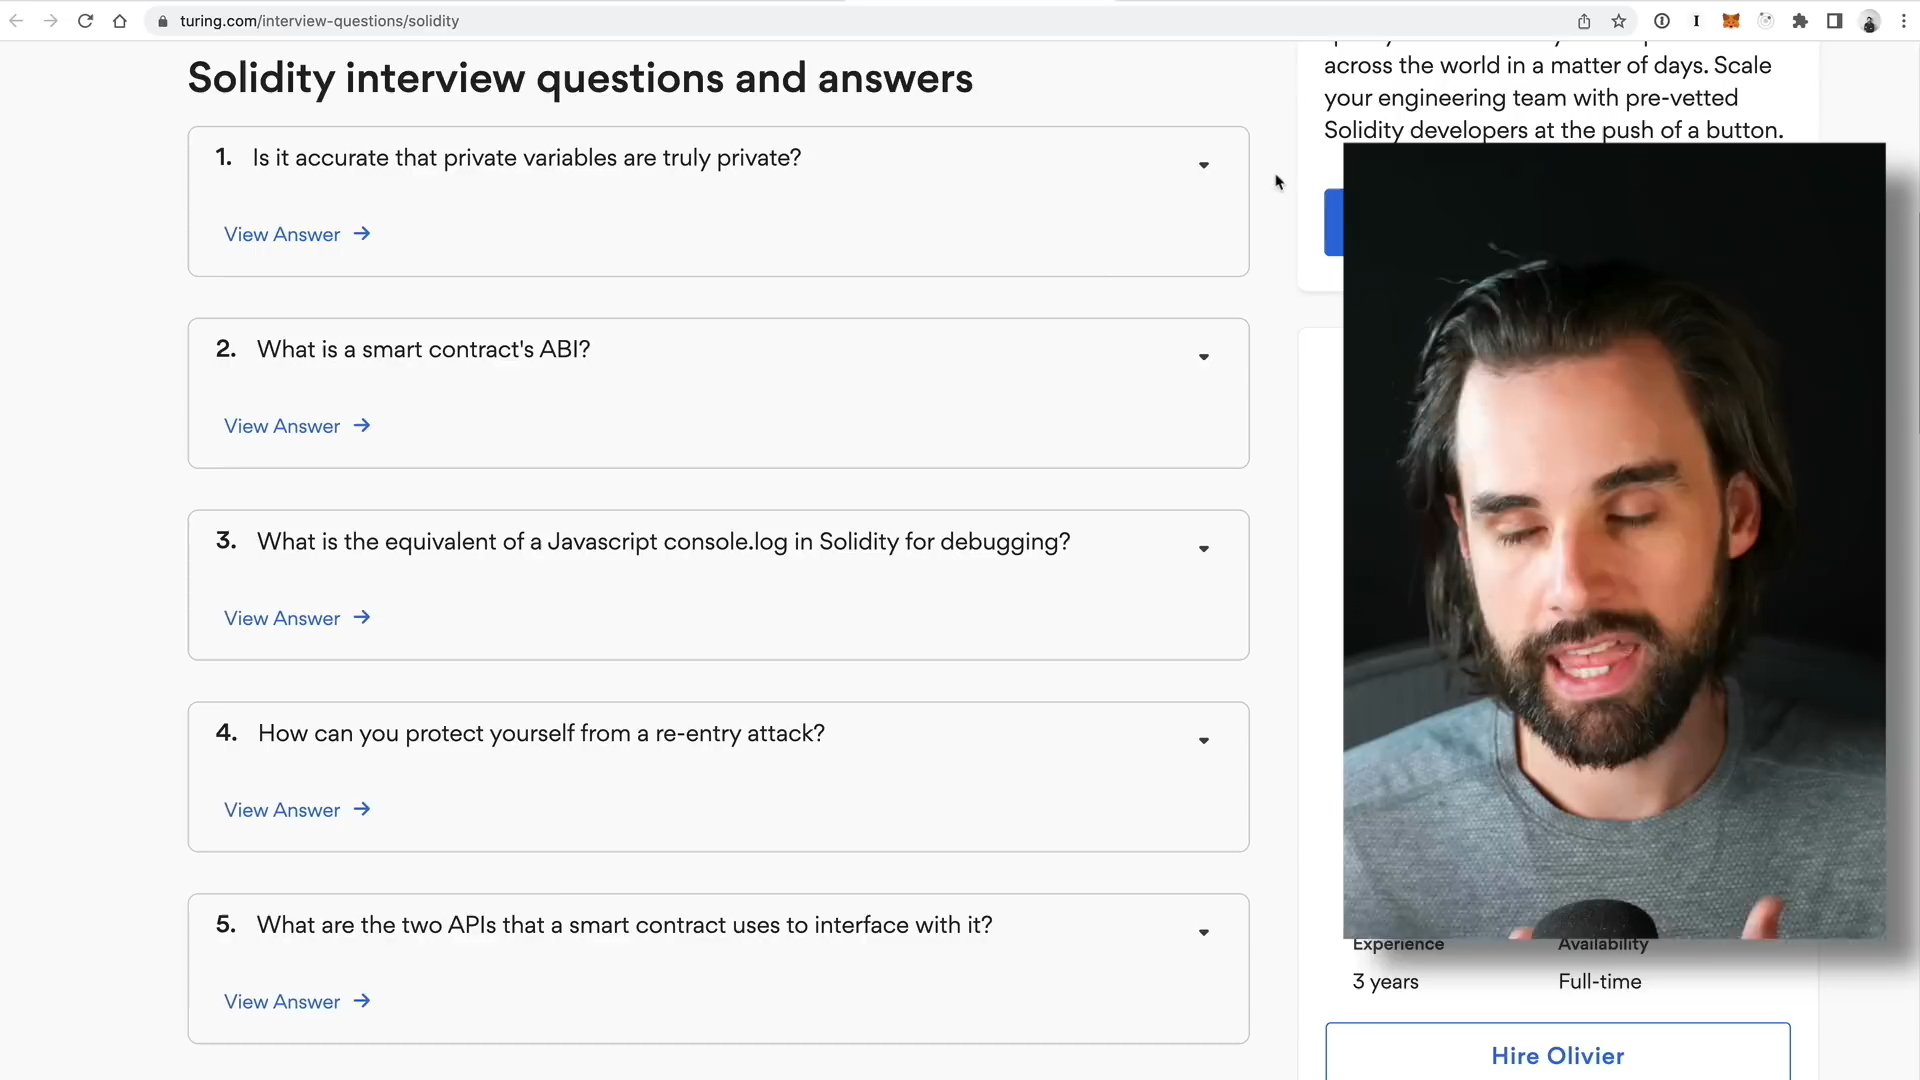 turing.com/interview-questions/solidity
Solidity interview questions and answers
1. Is it accurate that private variables are truly private?
View Answer →
2. What is a smart contract's ABI?
View Answer →
3. What is the equivalent of a Javascript console.log in Solidity for debugging?
View Answer →
4. How can you protect yourself from a re-entry attack?
View Answer →
5. What are the two APIs that a smart contract uses to interface with it?
View Answer →
across the world in a matter of days. Scale
your engineering team with pre-vetted
Solidity developers at the push of a button.
Experience Availability
3 years Full-time
Hire Olivier